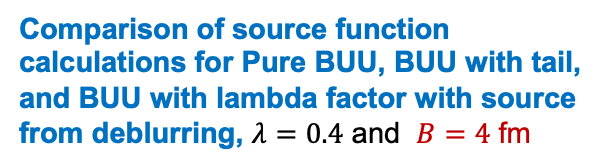 Comparison of source function
calculations for Pure BUU, BUU with tail,
and BUU with lambda factor with source
from deblurring, 𝜆 = 0.4 and 𝐵 = 4 fm